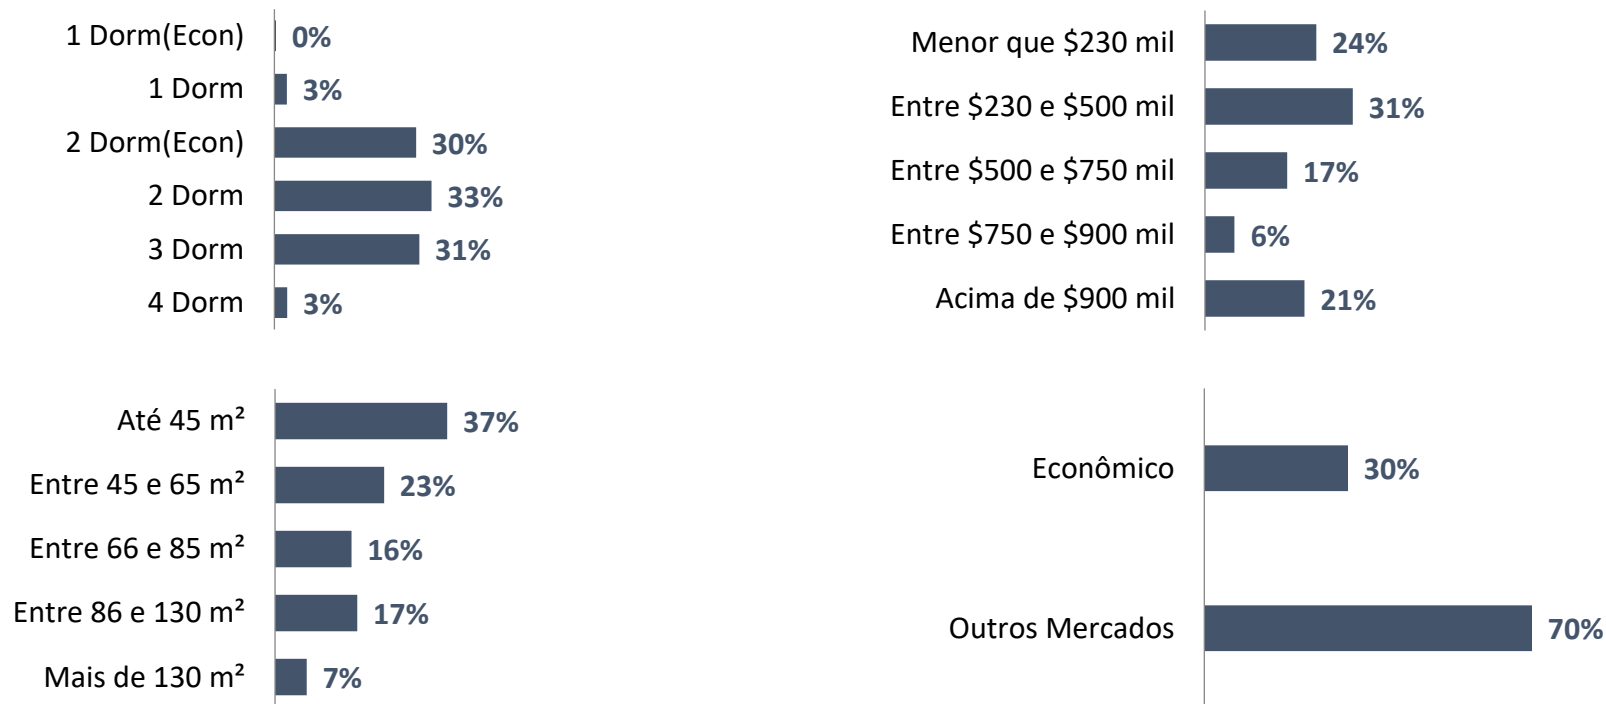 1 Dorm(Econ) 0%
1 Dorm 3%
2 Dorm(Econ) 30%
2 Dorm 33%
3 Dorm 31%
4 Dorm 3%
Menor que $230 mil 24%
Entre $230 e $500 mil 31%
Entre $500 e $750 mil 17%
Entre $750 e $900 mil 6%
Acima de $900 mil 21%
Até 45 m² 37%
Entre 45 e 65 m² 23%
Entre 66 e 85 m² 16%
Entre 86 e 130 m² 17%
Mais de 130 m² 7%
Econômico 30%
Outros Mercados 70%